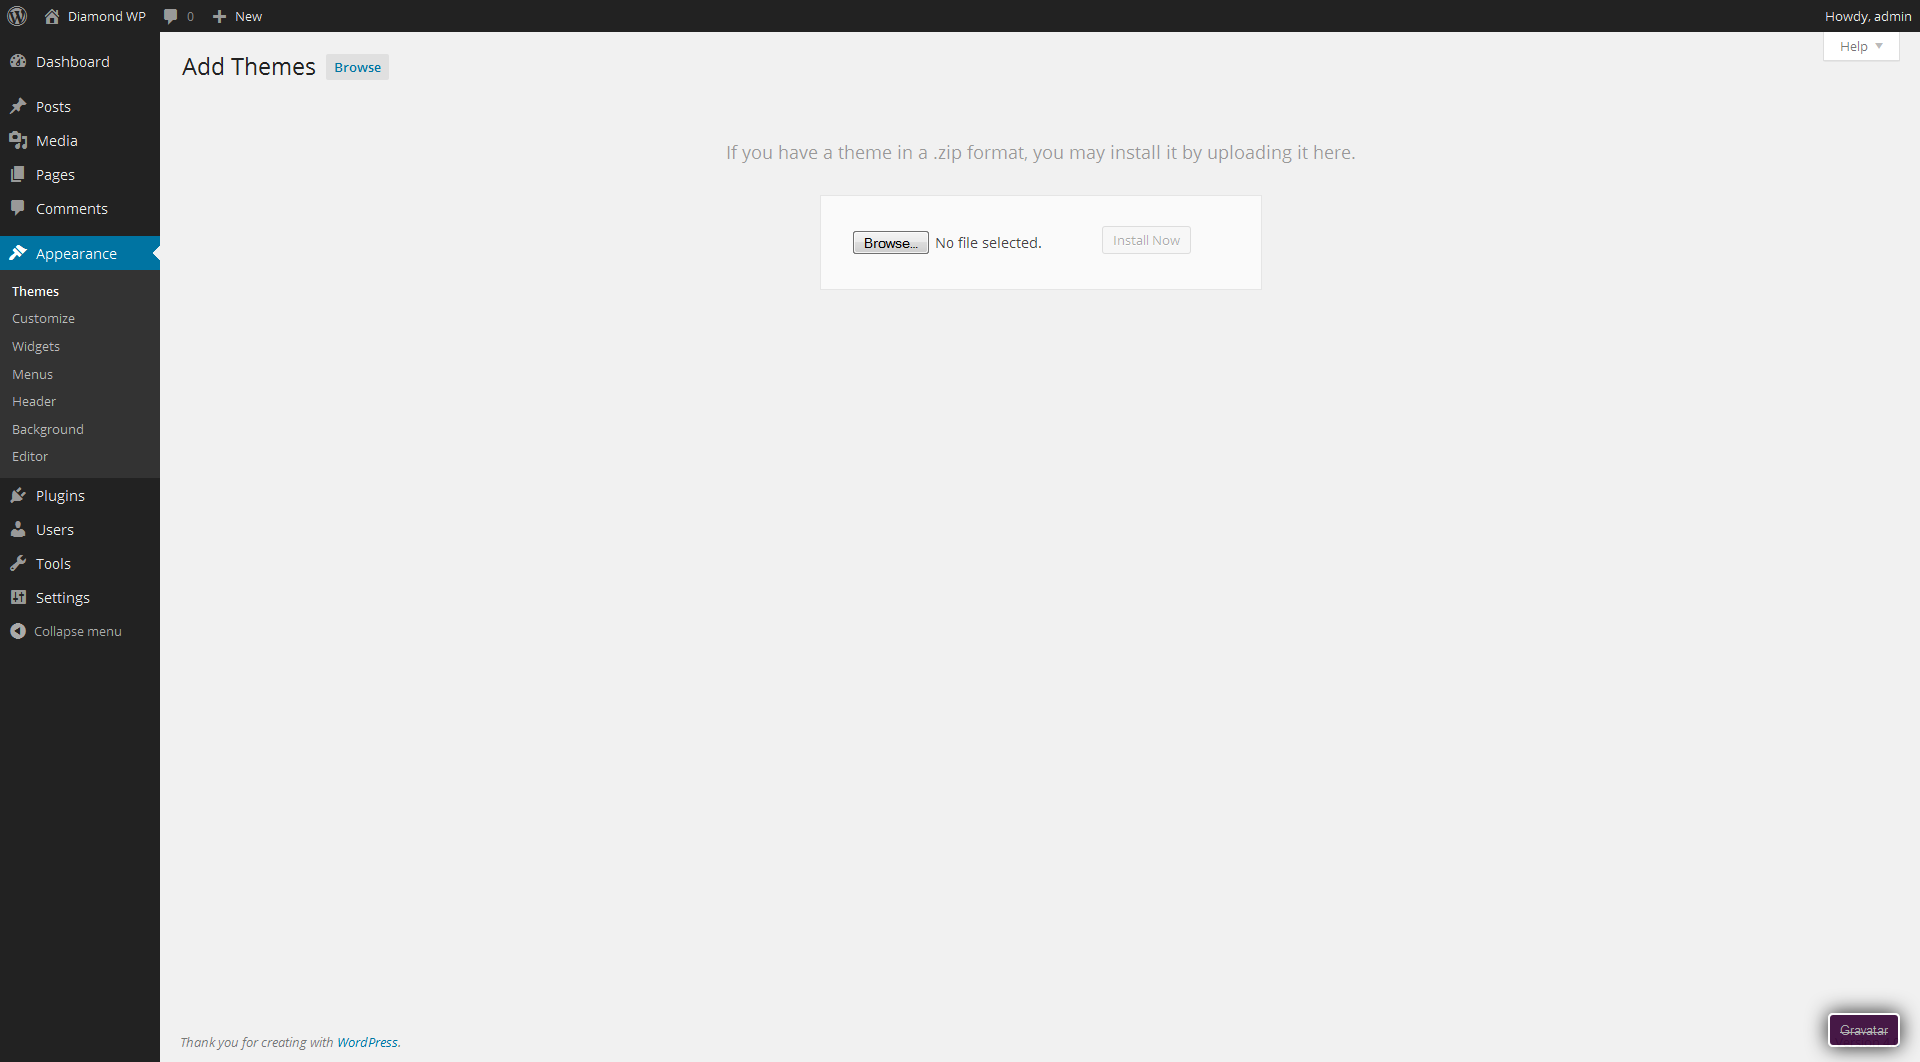 Diamond WP 0 New Howdy, admin
Help
Dashboard
Posts
Media
Pages
Comments
Appearance
Themes
Customize
Widgets
Menus
Header
Background
Editor
Plugins
Users
Tools
Settings
Collapse menu
Add Themes Browse
If you have a theme in a .zip format, you may install it by uploading it here.
Browse... No file selected. Install Now
Thank you for creating with WordPress.
Gravatar